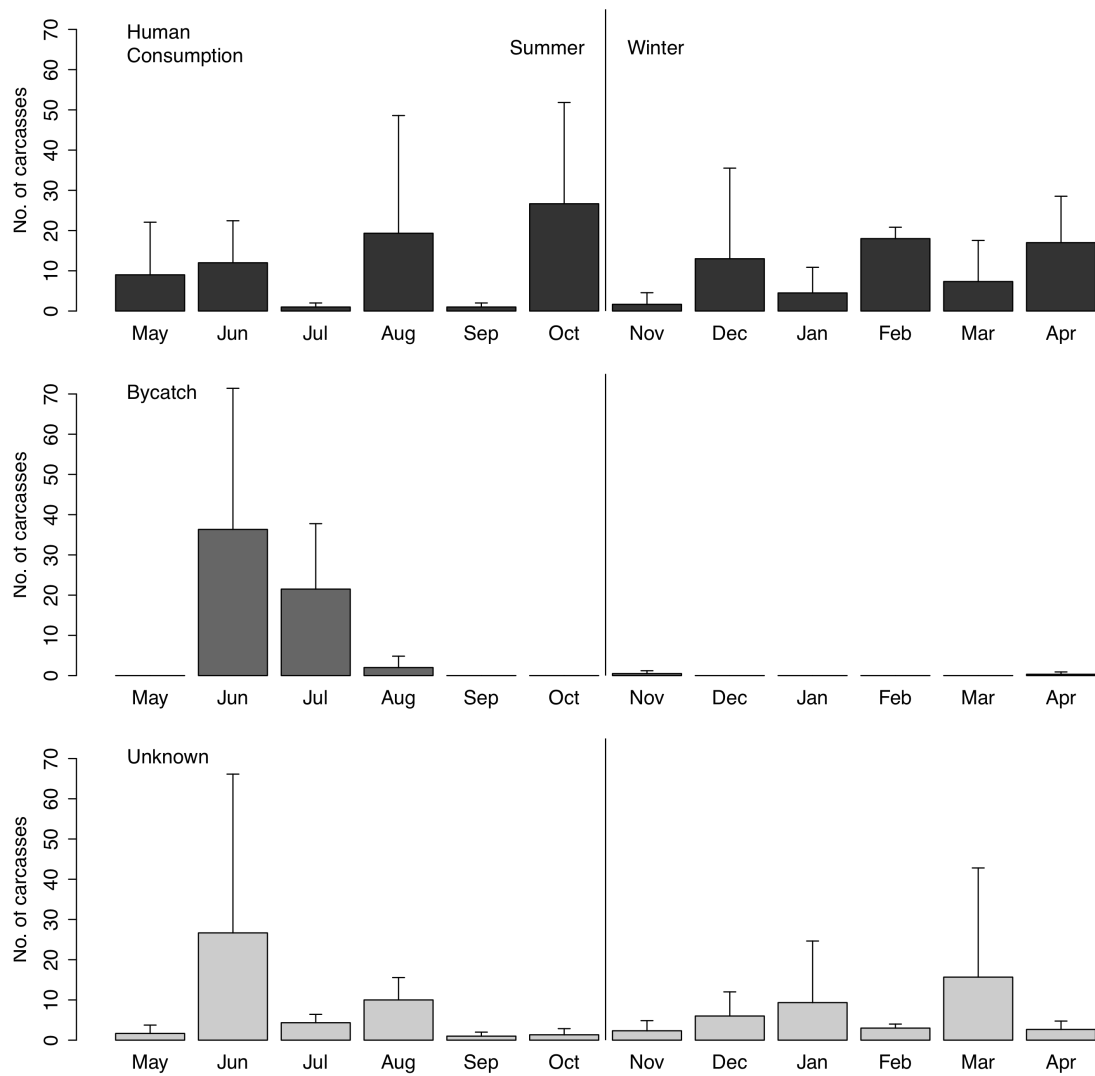 Human
Consumption
Summer
Winter
No. of carcasses
0 10 20 30 40 50 60 70
May Jun Jul Aug Sep Oct Nov Dec Jan Feb Mar Apr
Bycatch
No. of carcasses
0 10 20 30 40 50 60 70
May Jun Jul Aug Sep Oct Nov Dec Jan Feb Mar Apr
Unknown
No. of carcasses
0 10 20 30 40 50 60 70
May Jun Jul Aug Sep Oct Nov Dec Jan Feb Mar Apr